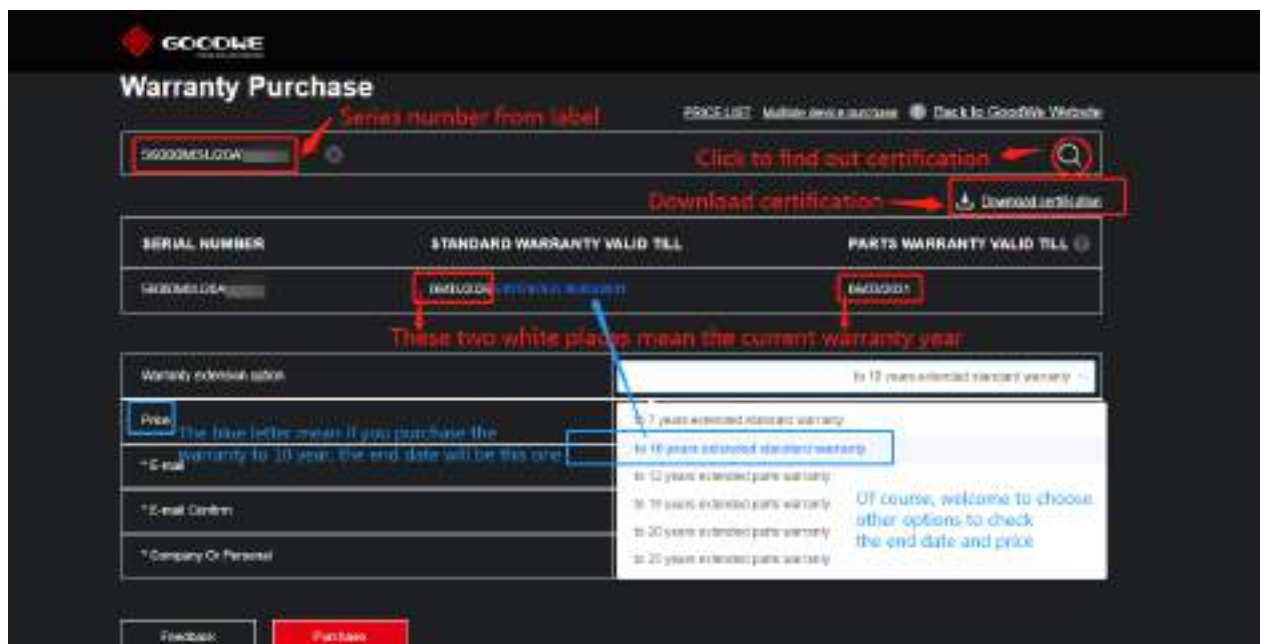 GOODWE
Warranty Purchase
Series number from label
PRICE LIST Multiple device purchase Back to GoodWe Website
Click to find out certification
Download certification
Download certification
SERIAL NUMBER STANDARD WARRANTY VALID TILL PARTS WARRANTY VALID TILL
These two white places mean the current warranty year
Warranty extension option to 10 years extended standard warranty
Price
to 7 years extended standard warranty
The blue letter mean if you purchase the
warranty to 10 year, the end date will be this one
to 10 years extended standard warranty
* E-mail
to 12 years extended parts warranty
* E-mail Confirm
years extended parts warranty
Of course, welcome to choose
other options to check
the end date and price
to 20 years extended parts warranty
* Company Or Personal
years extended parts warranty
Feedback Purchase